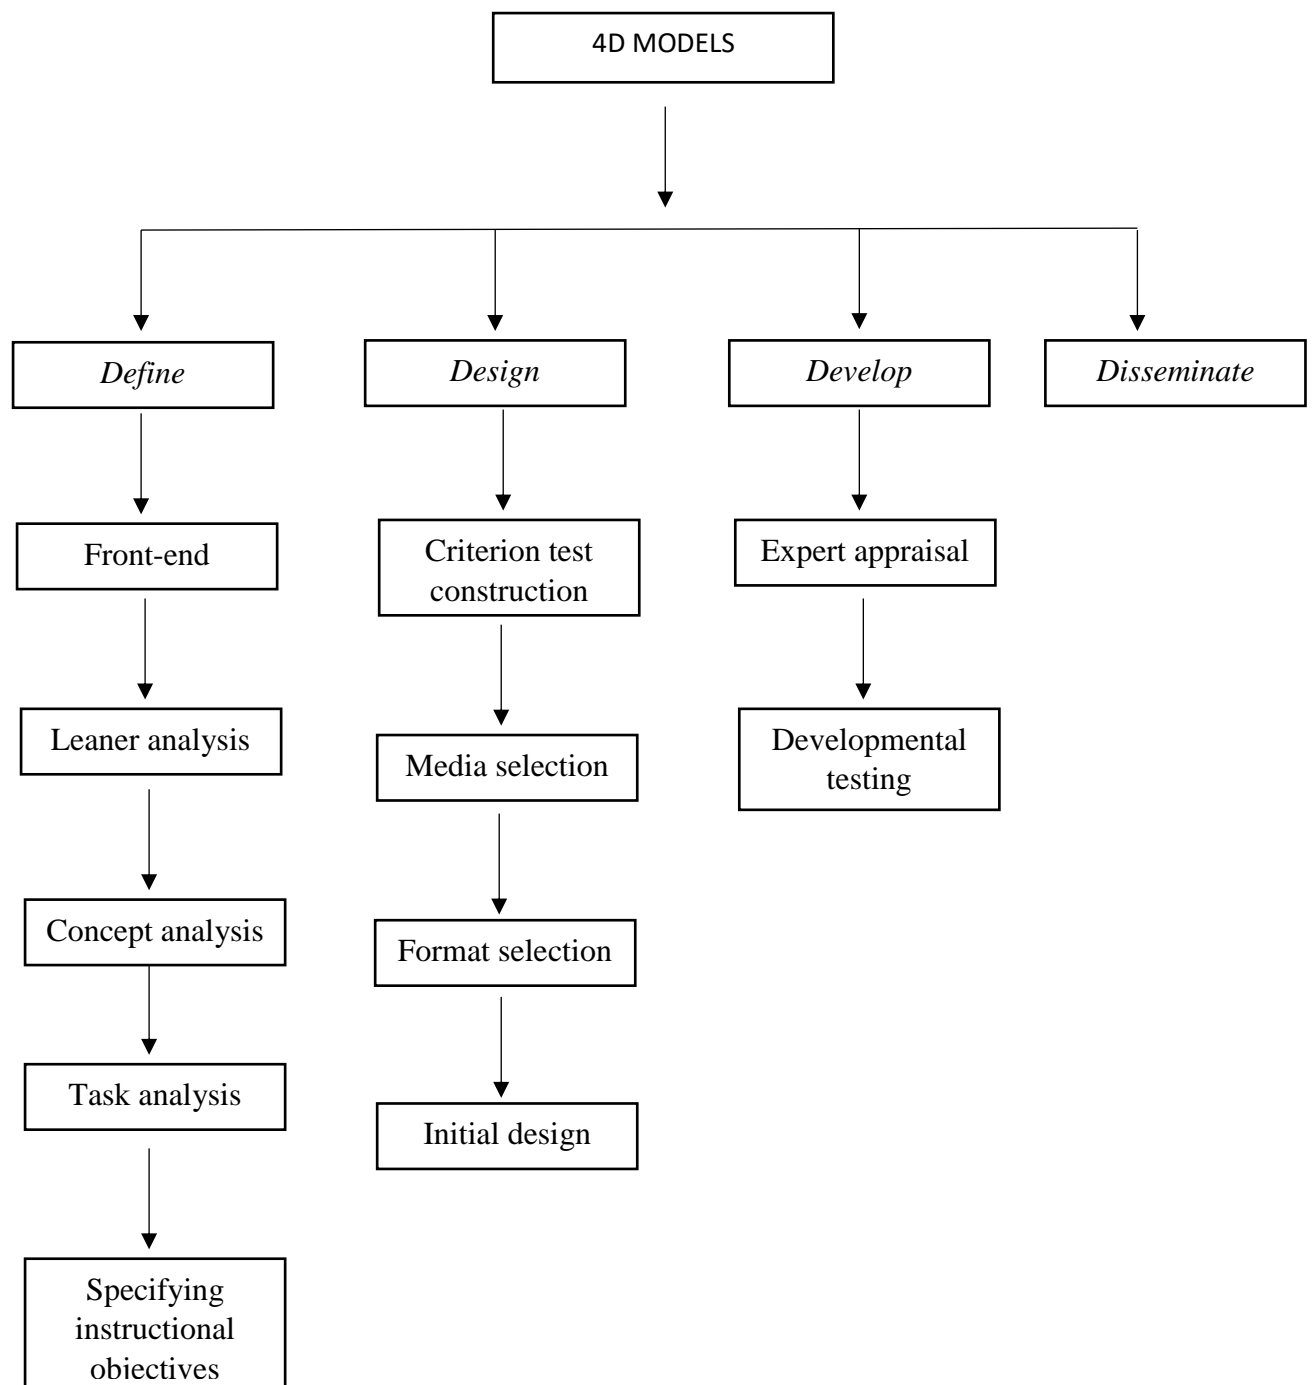 4D MODELS
Define
Design
Develop
Disseminate
Front-end
Criterion test
construction
Expert appraisal
Leaner analysis
Media selection
Developmental
testing
Concept analysis
Format selection
Task analysis
Initial design
Specifying
instructional
objectives